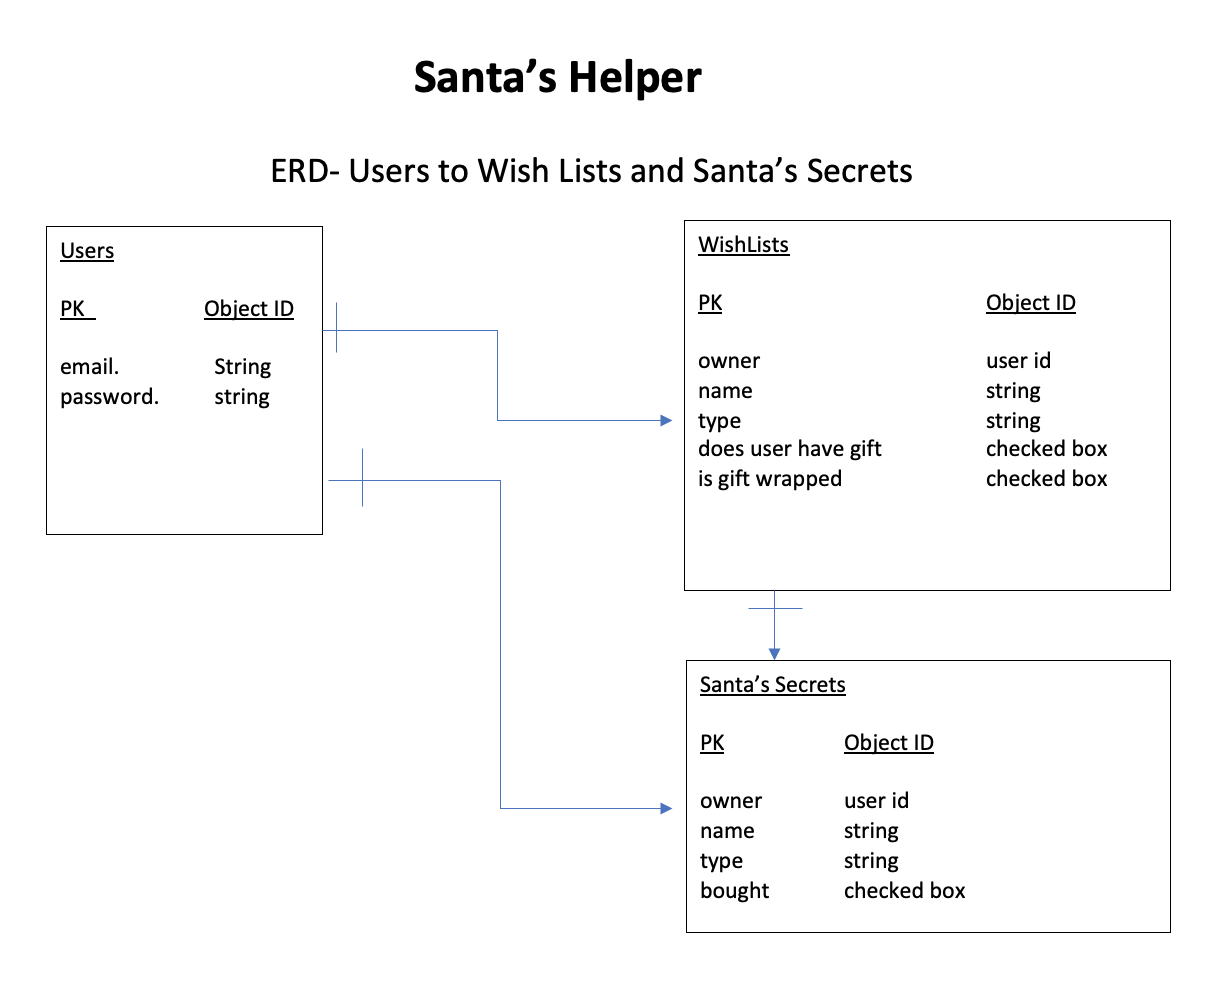 Santa’s Helper
ERD- Users to Wish Lists and Santa’s Secrets
Users
PK Object ID
email. String
password. string
WishLists
PK Object ID
owner user id
name string
type string
does user have gift checked box
is gift wrapped checked box
Santa’s Secrets
PK Object ID
owner user id
name string
type string
bought checked box